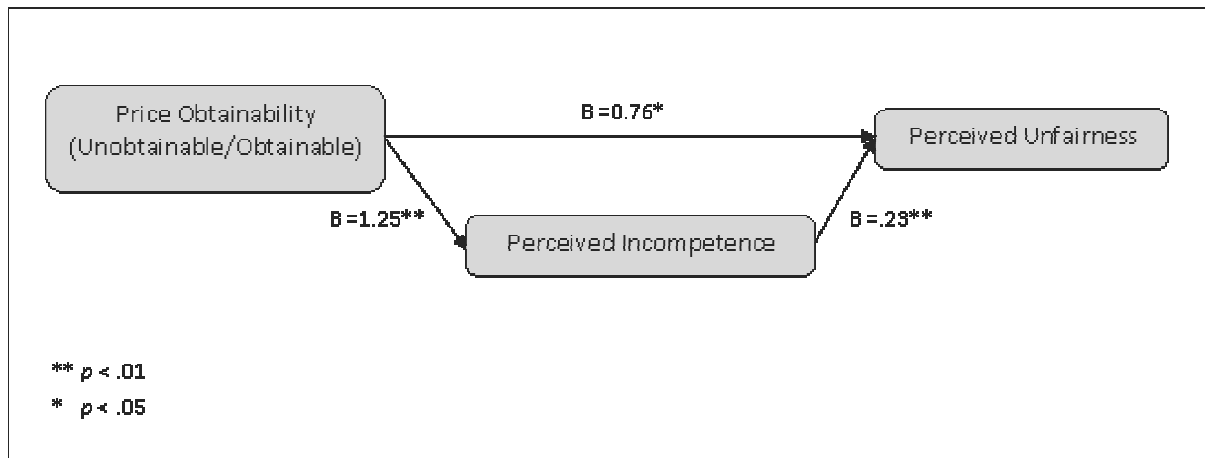 Price Obtainability
(Unobtainable/Obtainable)
B=0.76*
Perceived Unfairness
B=1.25**
Perceived Incompetence
B=.23**
** p < .01
* p < .05